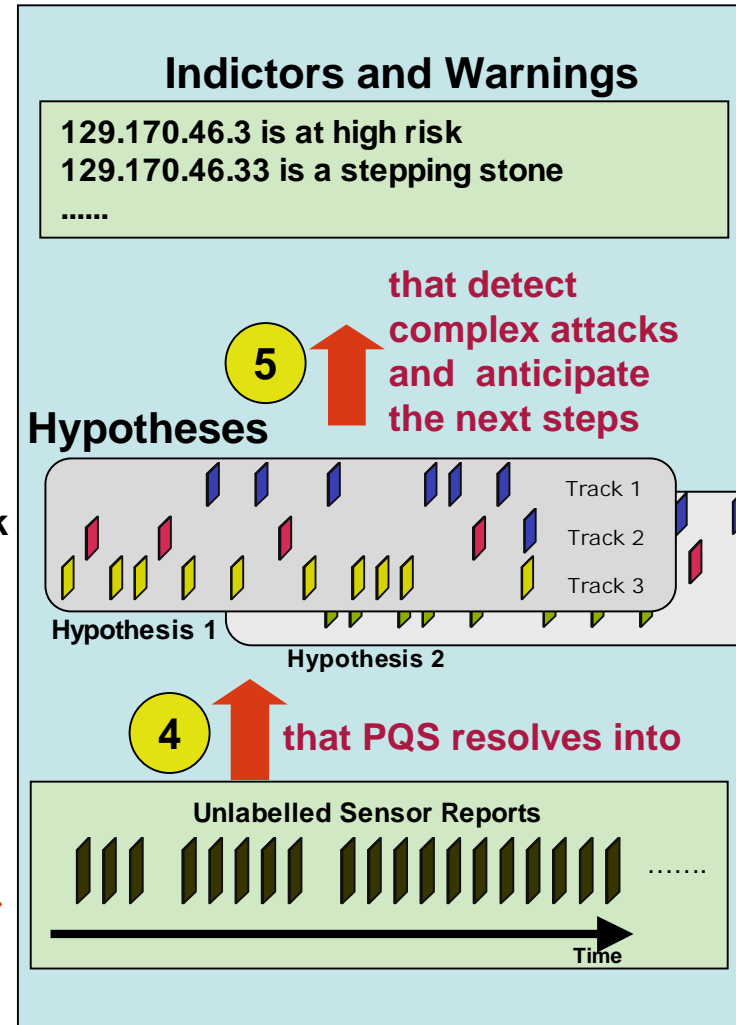 Indictors and Warnings
129.170.46.3 is at high risk
129.170.46.33 is a stepping stone
......
that detect
complex attacks
and anticipate
the next steps
5
Hypotheses
Track 1
k
Track 2
Track 3
Hypothesis 1
Hypothesis 2
4
that PQS resolves into
Unlabelled Sensor Reports
.......
Time